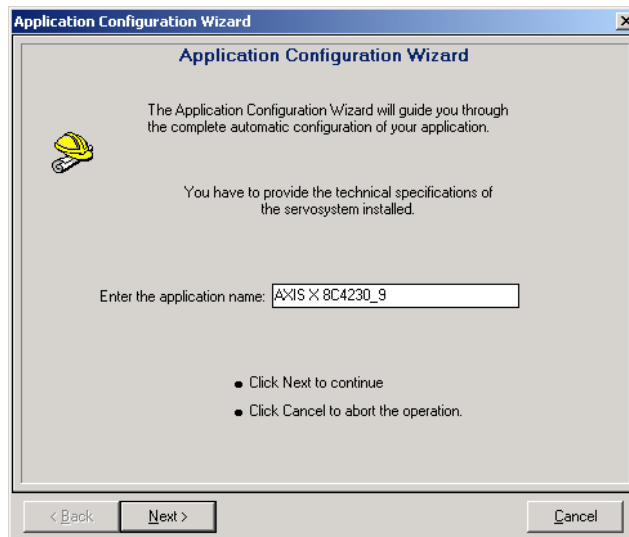 Application Configuration Wizard
Application Configuration Wizard
The Application Configuration Wizard will guide you through
the complete automatic configuration of your application.
You have to provide the technical specifications of
the servosystem installed.
Enter the application name: AXIS X 8C4230_9
● Click Next to continue
● Click Cancel to abort the operation.
< Back
Next >
Cancel